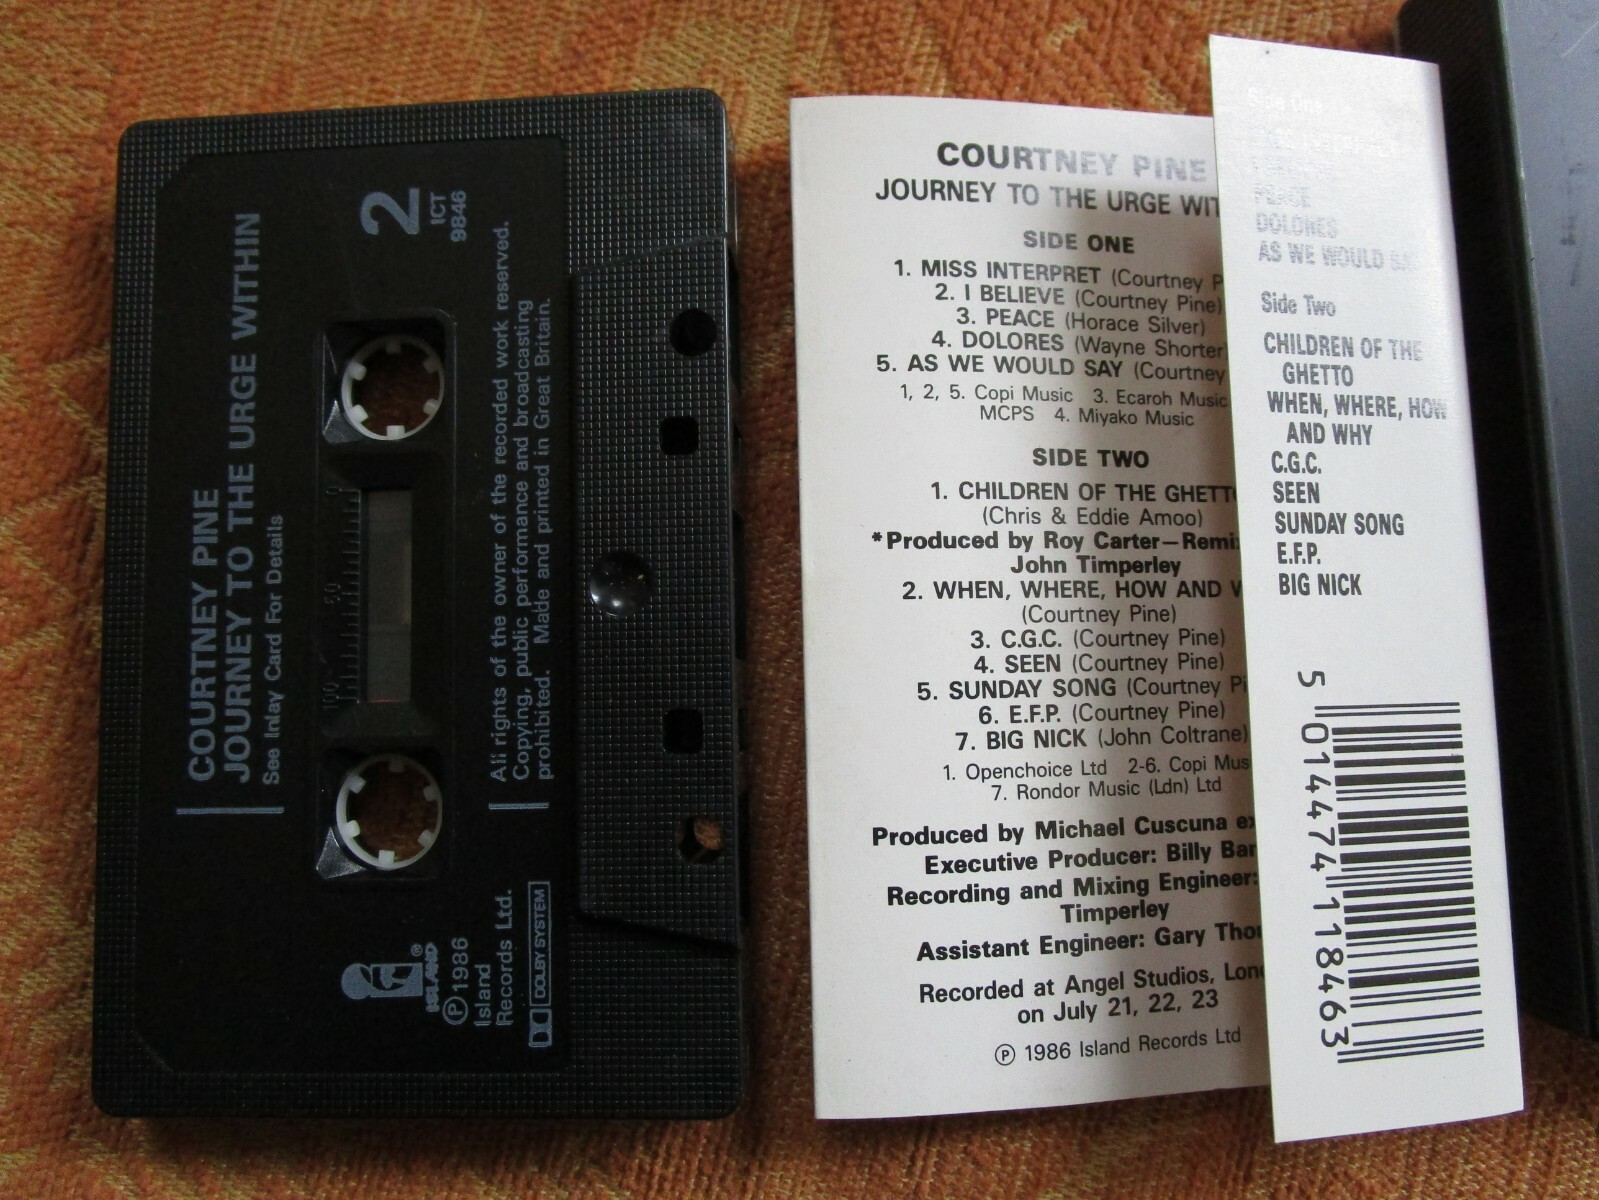 COURTNEY PINE
JOURNEY TO THE URGE WITHIN
See Inlay Card For Details
2
ICT
9846
All rights of the owner of the recorded work reserved.
Copying, public performance and broadcasting
prohibited. Made and printed in Great Britain.
100 50 0
ISLAND®
Ⓟ1986
Island
Records Ltd.
DOLBY SYSTEM
COURTNEY PINE
JOURNEY TO THE URGE WIT
SIDE ONE
1. MISS INTERPRET (Courtney P
2. I BELIEVE (Courtney Pine)
3. PEACE (Horace Silver)
4. DOLORES (Wayne Shorter
5. AS WE WOULD SAY (Courtney
1, 2, 5. Copi Music 3. Ecaroh Music
MCPS 4. Miyako Music
SIDE TWO
1. CHILDREN OF THE GHETT
(Chris & Eddie Amoo)
*Produced by Roy Carter—Remi
John Timperley
2. WHEN, WHERE, HOW AND W
(Courtney Pine)
3. C.G.C. (Courtney Pine)
4. SEEN (Courtney Pine)
5. SUNDAY SONG (Courtney Pi
6. E.F.P. (Courtney Pine)
7. BIG NICK (John Coltrane)
1. Openchoice Ltd 2-6. Copi Mus
7. Rondor Music (Ldn) Ltd
Produced by Michael Cuscuna ex
Executive Producer: Billy Ban
Recording and Mixing Engineer:
Timperley
Assistant Engineer: Gary Tho
Recorded at Angel Studios, Lon
on July 21, 22, 23
Ⓟ 1986 Island Records Ltd
Side One
PEACE
DOLORES
AS WE WOULD SA
Side Two
CHILDREN OF THE
GHETTO
WHEN, WHERE, HOW
AND WHY
C.G.C.
SEEN
SUNDAY SONG
E.F.P.
BIG NICK
5 014474 118463